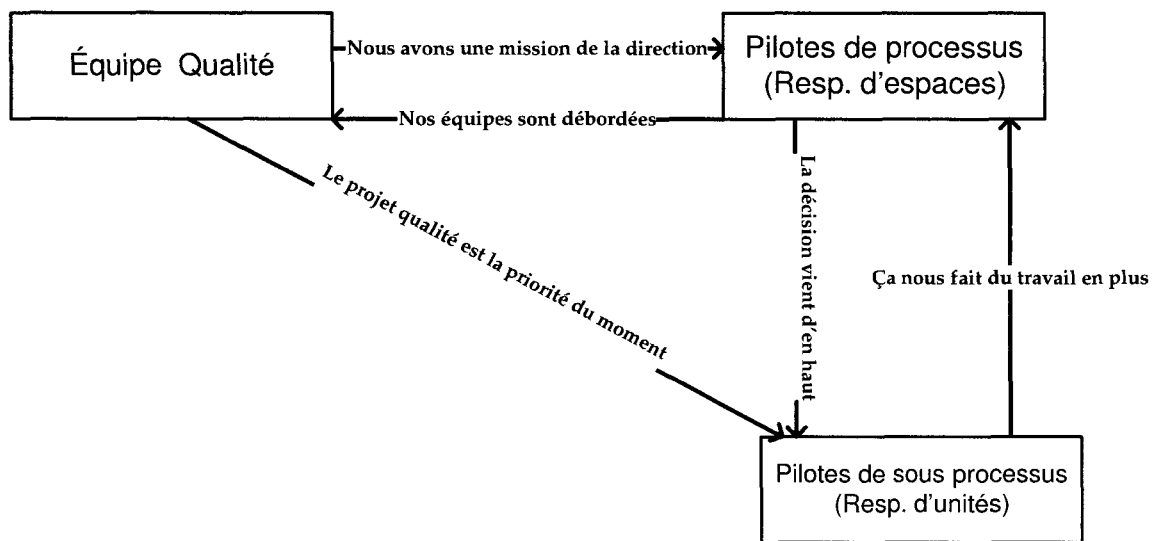 Équipe Qualité
Nous avons une mission de la direction
Pilotes de processus
(Resp. d'espaces)
Nos équipes sont débordées
Le projet qualité est la priorité du moment
La décision vient d'en haut
Ça nous fait du travail en plus
Pilotes de sous processus
(Resp. d'unités)